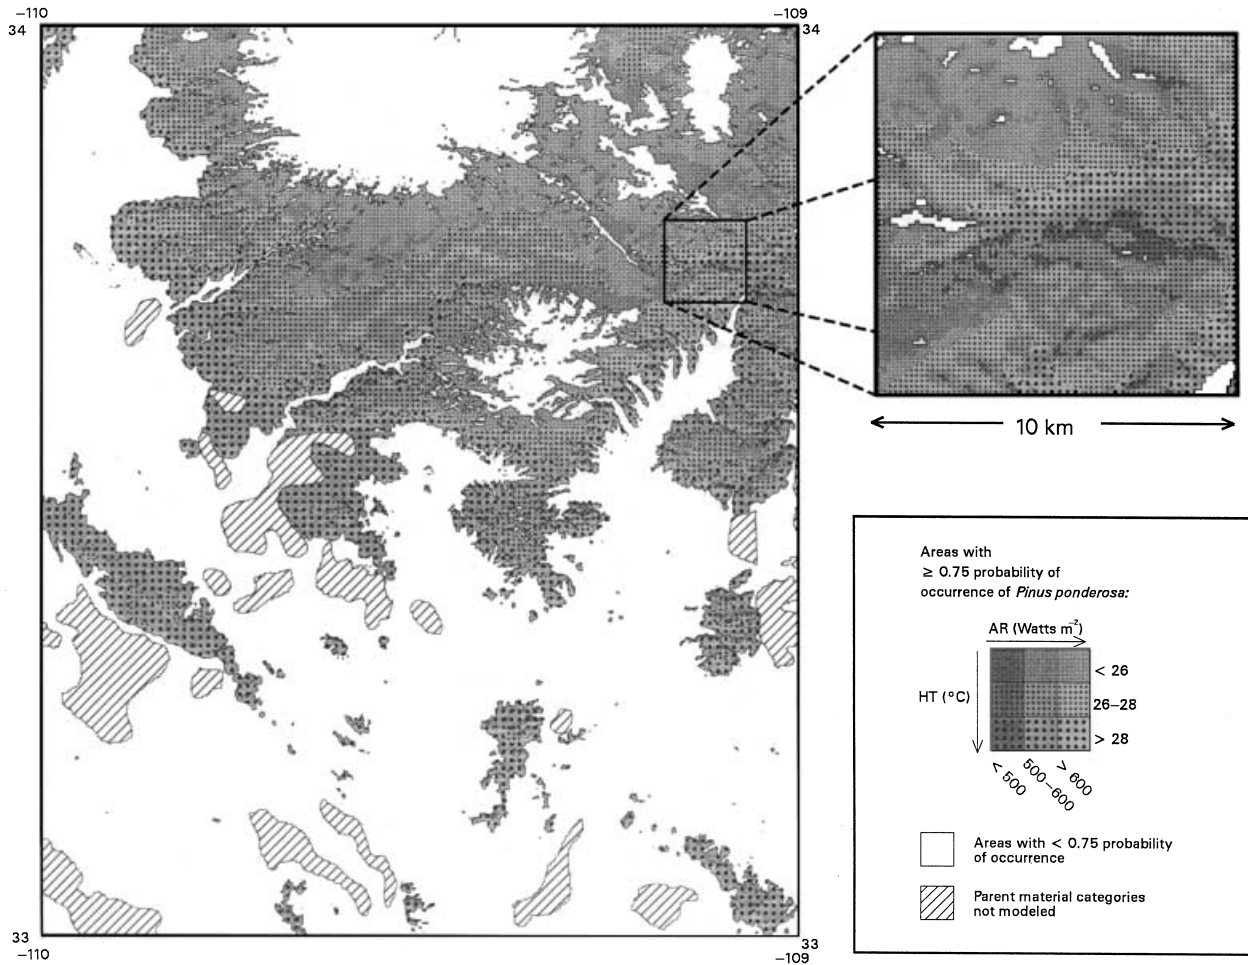 –110
–109
34
34
10 km
Areas with
≥ 0.75 probability of
occurrence of Pinus ponderosa:
AR (Watts m⁻²)
HT (°C)
< 26
26–28
> 28
< 500
500–600
> 600
Areas with < 0.75 probability
of occurrence
Parent material categories
not modeled
33
33
–110
–109